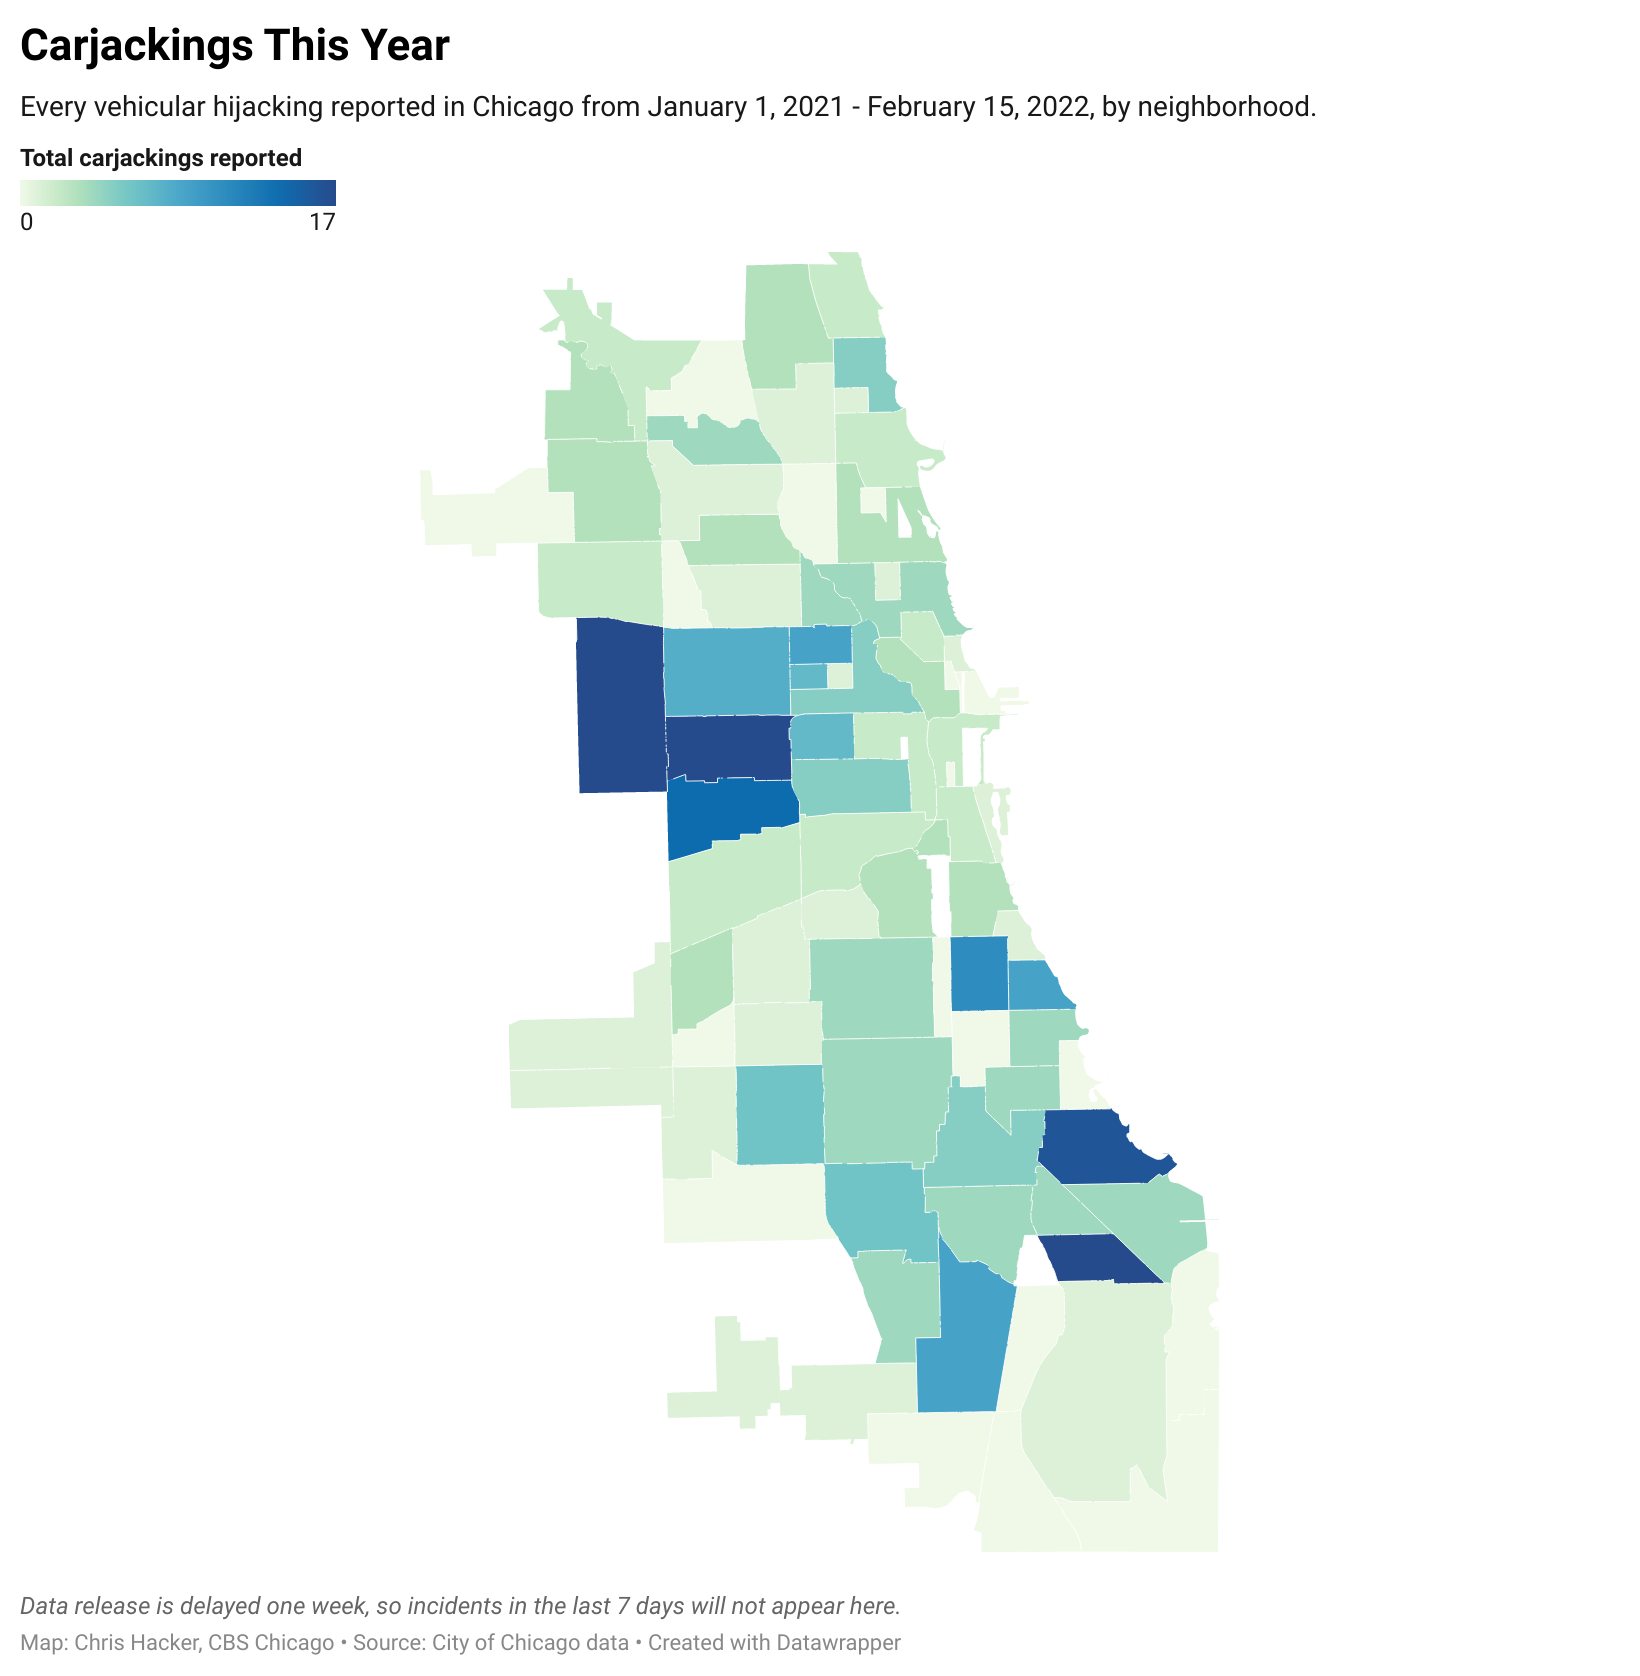 Carjackings This Year
Every vehicular hijacking reported in Chicago from January 1, 2021 - February 15, 2022, by neighborhood.
Total carjackings reported
0 17
Data release is delayed one week, so incidents in the last 7 days will not appear here.
Map: Chris Hacker, CBS Chicago • Source: City of Chicago data • Created with Datawrapper